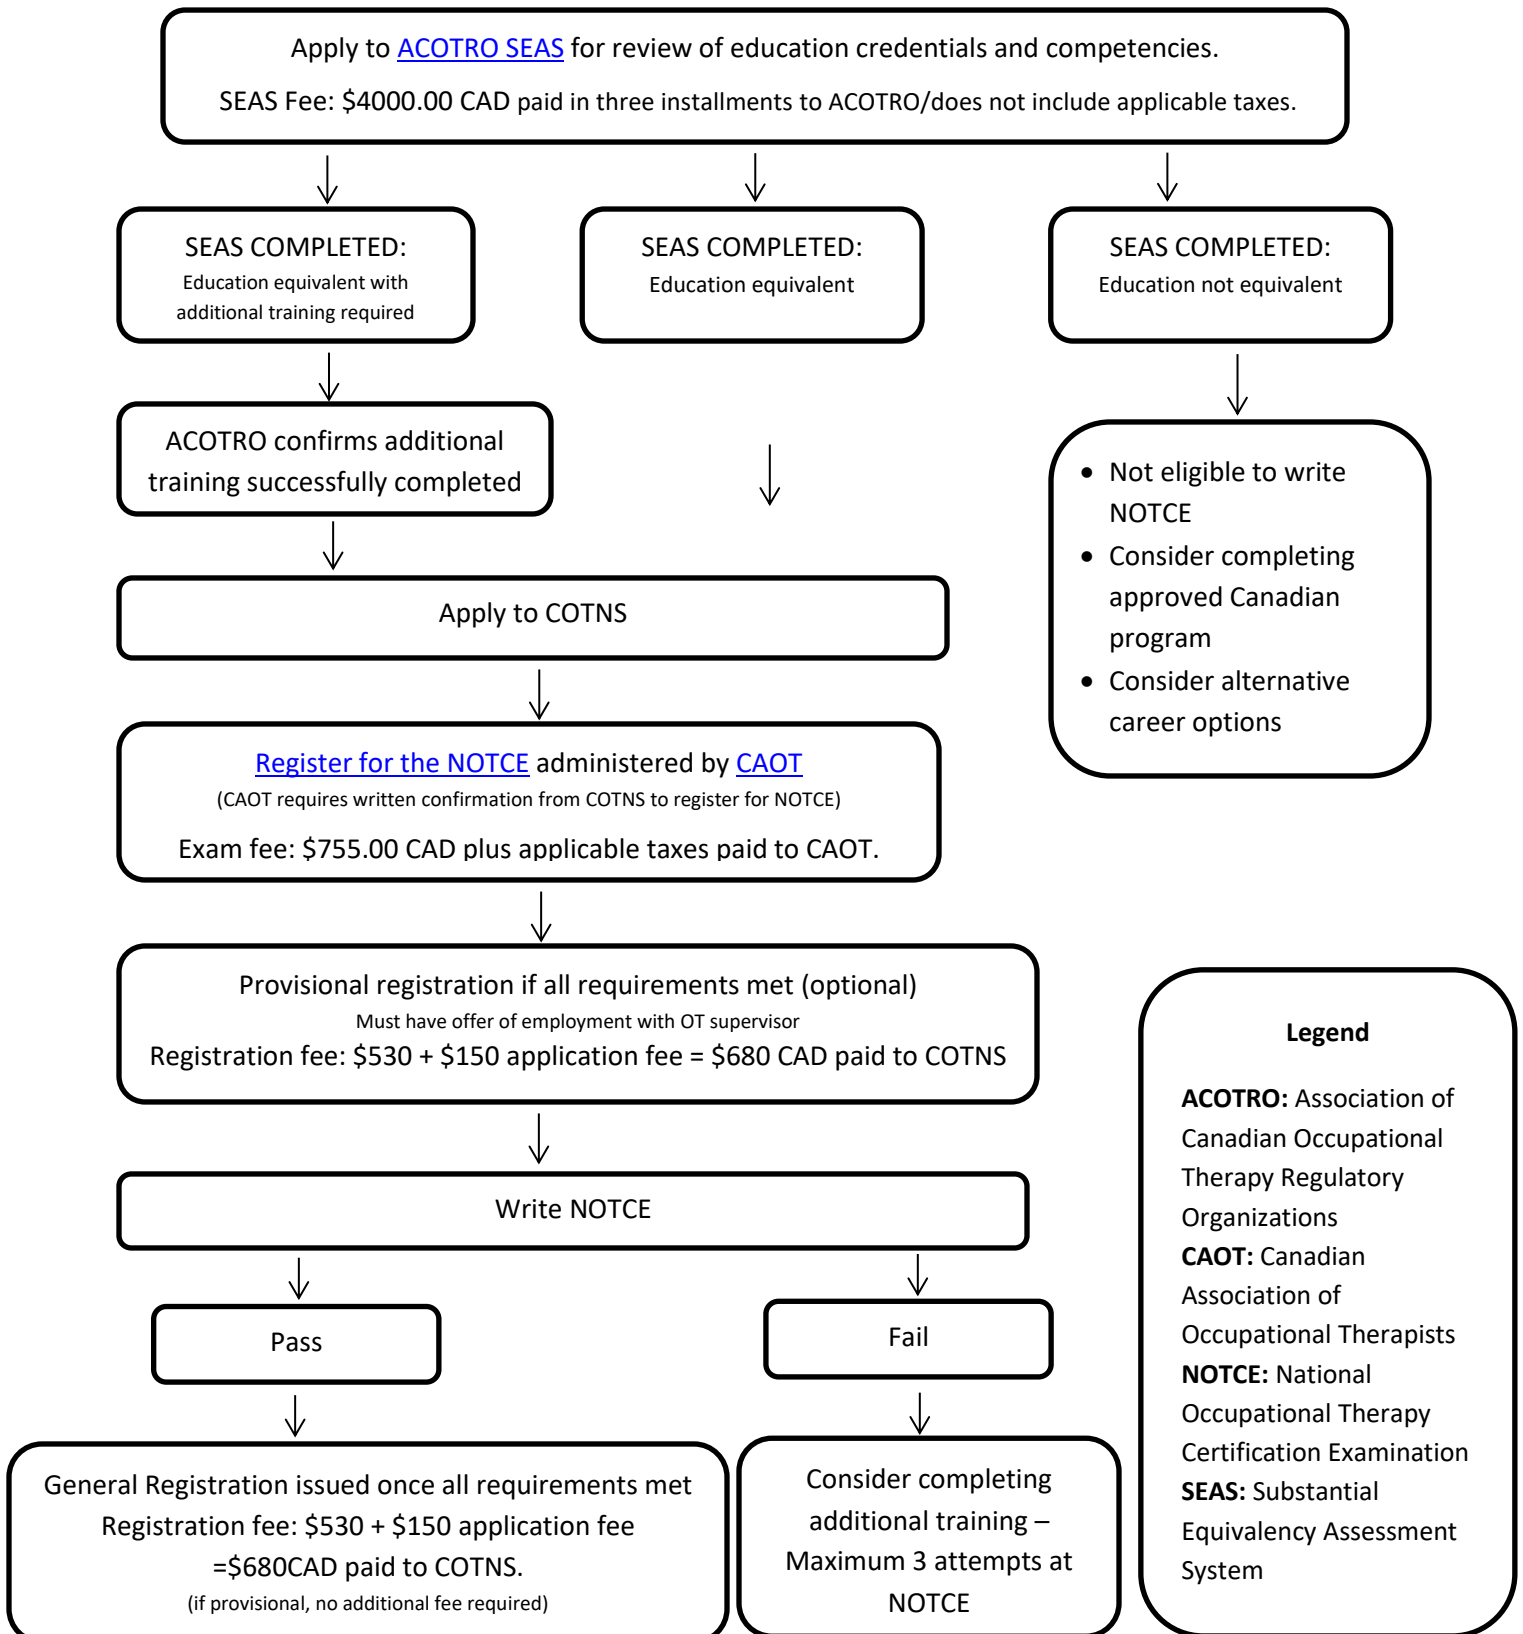 Apply to ACOTRO SEAS for review of education credentials and competencies.
SEAS Fee: $4000.00 CAD paid in three installments to ACOTRO/does not include applicable taxes.
SEAS COMPLETED:
Education equivalent with
additional training required
SEAS COMPLETED:
Education equivalent
SEAS COMPLETED:
Education not equivalent
ACOTRO confirms additional
training successfully completed
• Not eligible to write
NOTCE
• Consider completing
approved Canadian
program
• Consider alternative
career options
Apply to COTNS
Register for the NOTCE administered by CAOT
(CAOT requires written confirmation from COTNS to register for NOTCE)
Exam fee: $755.00 CAD plus applicable taxes paid to CAOT.
Provisional registration if all requirements met (optional)
Must have offer of employment with OT supervisor
Registration fee: $530 + $150 application fee = $680 CAD paid to COTNS
Write NOTCE
Pass
Fail
General Registration issued once all requirements met
Registration fee: $530 + $150 application fee
=$680CAD paid to COTNS.
(if provisional, no additional fee required)
Consider completing
additional training –
Maximum 3 attempts at
NOTCE
Legend
ACOTRO: Association of
Canadian Occupational
Therapy Regulatory
Organizations
CAOT: Canadian
Association of
Occupational Therapists
NOTCE: National
Occupational Therapy
Certification Examination
SEAS: Substantial
Equivalency Assessment
System